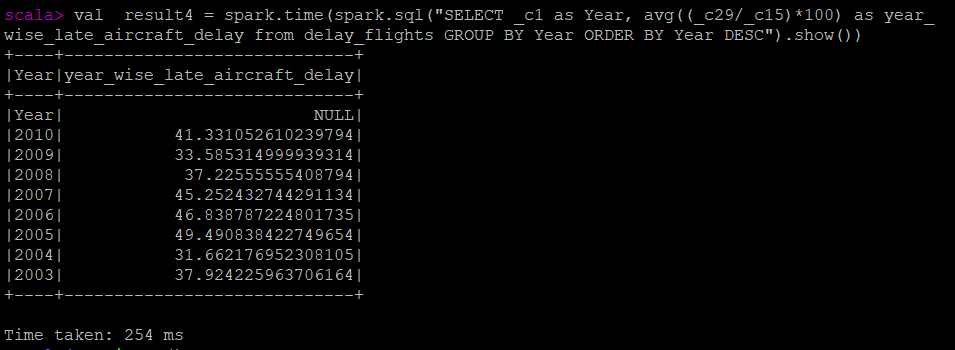 scala> val  result4 = spark.time(spark.sql("SELECT _c1 as Year, avg((_c29/_c15)*100) as year_
wise_late_aircraft_delay from delay_flights GROUP BY Year ORDER BY Year DESC").show())
+----+-----------------------------+
|Year|year_wise_late_aircraft_delay|
+----+-----------------------------+
|Year|                         NULL|
|2010|           41.331052610239794|
|2009|           33.585314999939314|
|2008|            37.22555555408794|
|2007|           45.252432744291134|
|2006|           46.838787224801735|
|2005|           49.490838422749654|
|2004|           31.662176952308105|
|2003|           37.924225963706164|
+----+-----------------------------+
Time taken: 254 ms